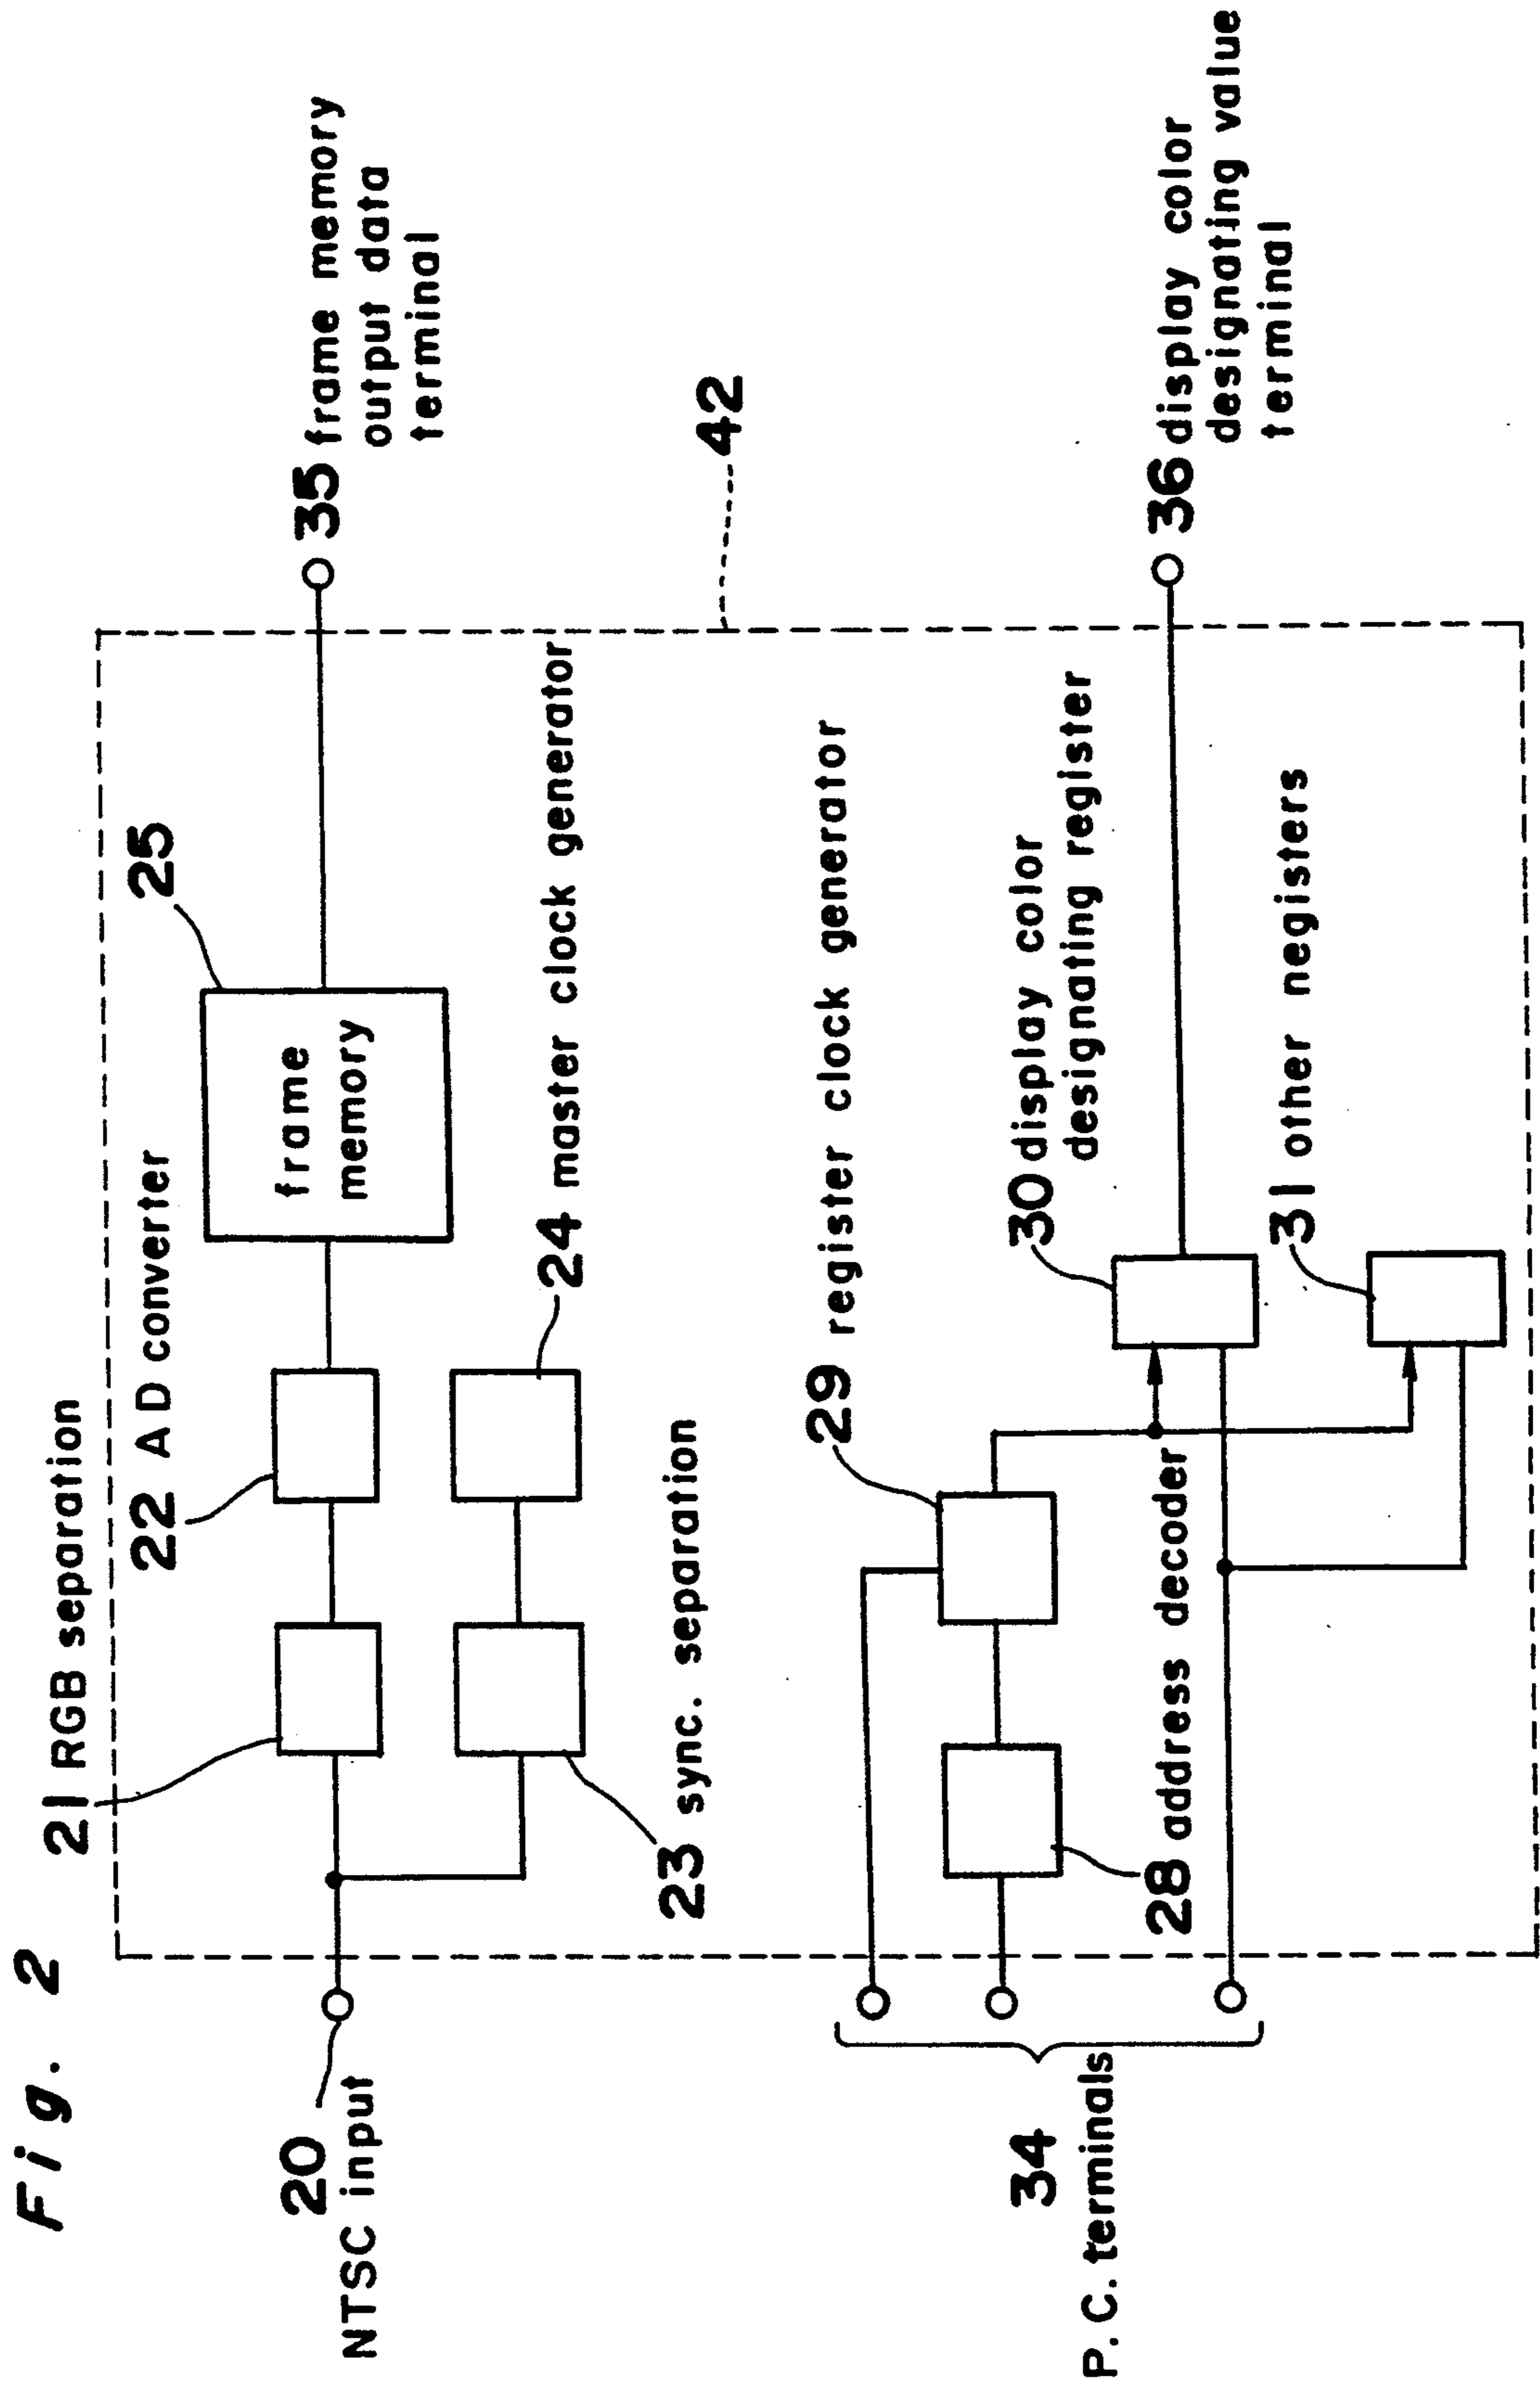 Fig. 2
21 RGB separation
22 AD converter
25
frame
memory
35 frame memory
output data
terminal
20
NTSC input
24 master clock generator
23 sync. separation
42
29 register clock generator
30 display color
designating register
36 display color
designating value
terminal
34
P. C. terminals
28 address decoder
31 other negisters